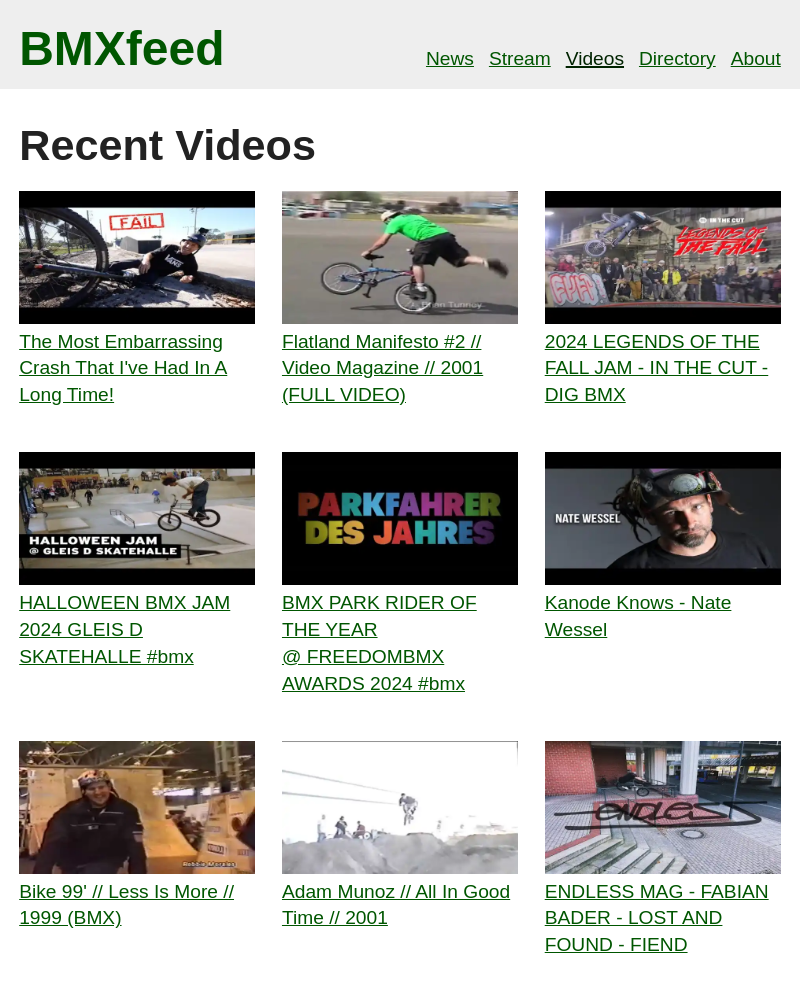 BMXfeed
News Stream Videos Directory About
Recent Videos
FAIL
VANS
Brian Tunney
IN THE CUT
LEGENDS OF
THE FALL
The Most Embarrassing
Crash That I've Had In A
Long Time!
Flatland Manifesto #2 //
Video Magazine // 2001
(FULL VIDEO)
2024 LEGENDS OF THE
FALL JAM - IN THE CUT -
DIG BMX
HALLOWEEN JAM
@ GLEIS D SKATEHALLE
PARKFAHRER
DES JAHRES
NATE WESSEL
HALLOWEEN BMX JAM
2024 GLEIS D
SKATEHALLE #bmx
BMX PARK RIDER OF
THE YEAR
@ FREEDOMBMX
AWARDS 2024 #bmx
Kanode Knows - Nate
Wessel
Robbie Morales
Bike 99' // Less Is More //
1999 (BMX)
Adam Munoz // All In Good
Time // 2001
ENDLESS MAG - FABIAN
BADER - LOST AND
FOUND - FIEND